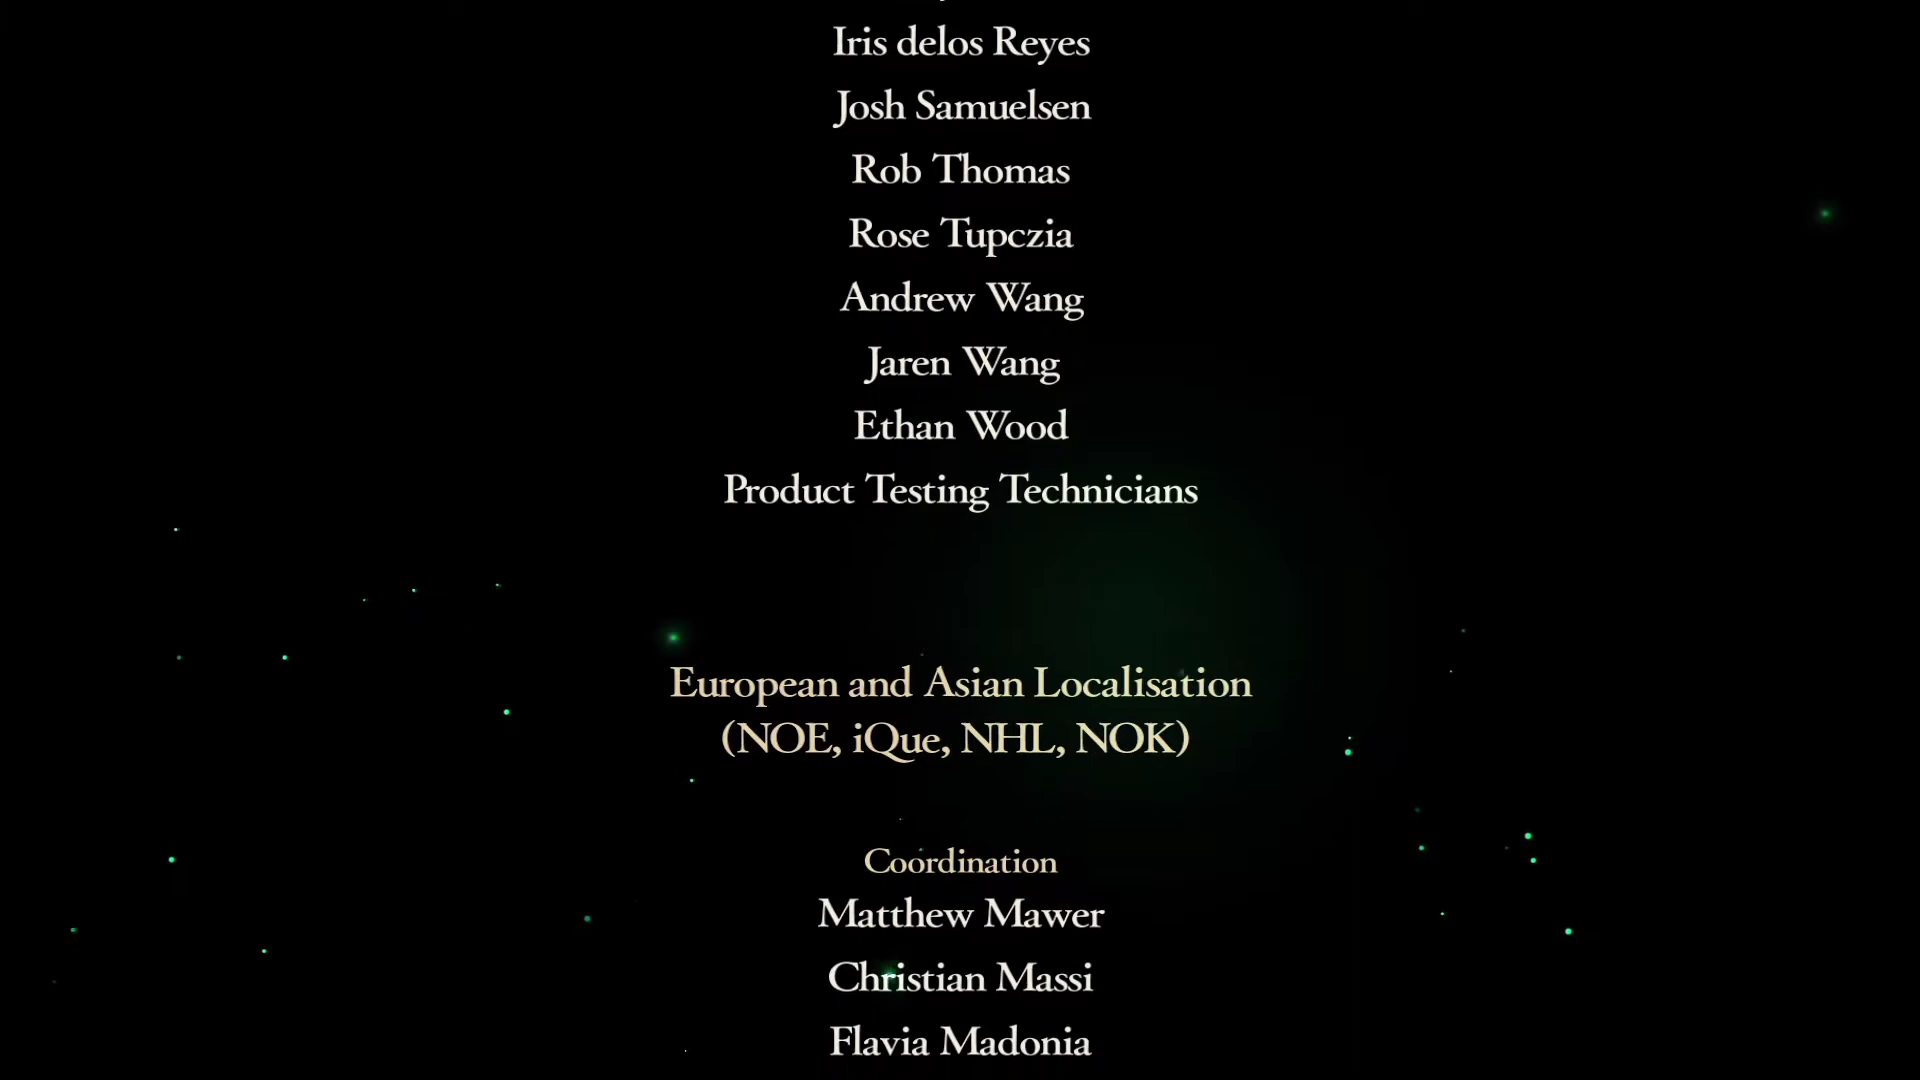 Iris delos Reyes
Josh Samuelsen
Rob Thomas
Rose Tupczia
Andrew Wang
Jaren Wang
Ethan Wood
Product Testing Technicians
European and Asian Localisation
(NOE, iQue, NHL, NOK)
Coordination
Matthew Mawer
Christian Massi
Flavia Madonia